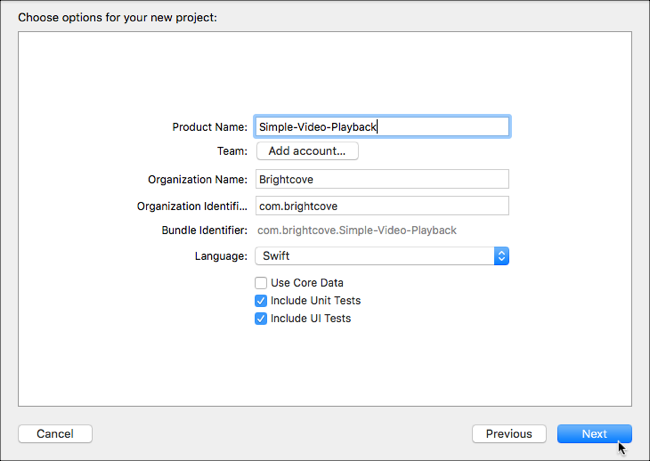 Choose options for your new project:
Product Name: Simple-Video-Playback
Team: Add account...
Organization Name: Brightcove
Organization Identifi... com.brightcove
Bundle Identifier: com.brightcove.Simple-Video-Playback
Language: Swift
Use Core Data
Include Unit Tests
Include UI Tests
Cancel Previous Next